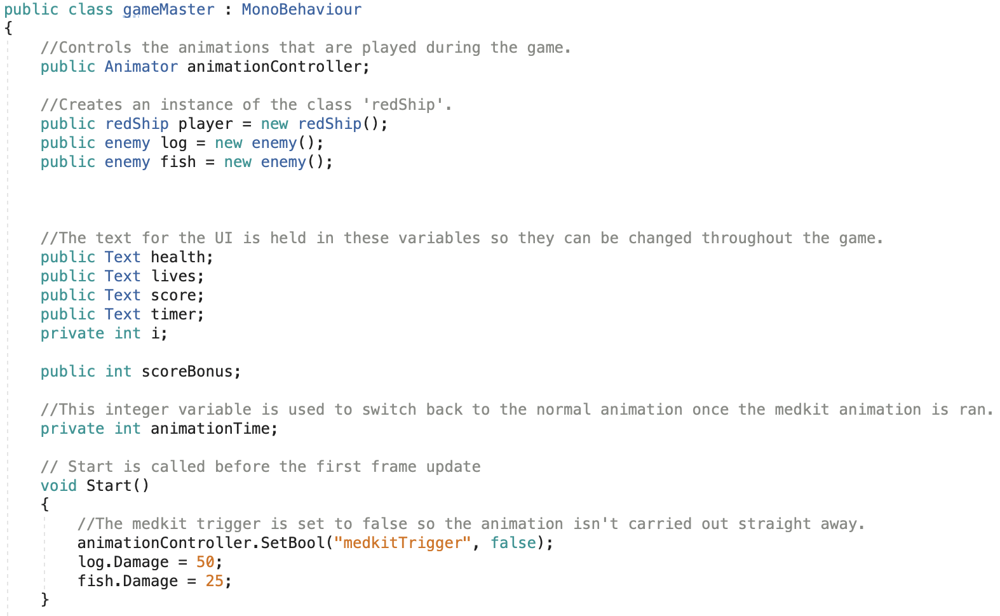 public class gameMaster : MonoBehaviour
{
    //Controls the animations that are played during the game.
    public Animator animationController;
    //Creates an instance of the class 'redShip'.
    public redShip player = new redShip();
    public enemy log = new enemy();
    public enemy fish = new enemy();
    //The text for the UI is held in these variables so they can be changed throughout the game.
    public Text health;
    public Text lives;
    public Text score;
    public Text timer;
    private int i;
    public int scoreBonus;
    //This integer variable is used to switch back to the normal animation once the medkit animation is ran.
    private int animationTime;
    // Start is called before the first frame update
    void Start()
    {
        //The medkit trigger is set to false so the animation isn't carried out straight away.
        animationController.SetBool("medkitTrigger", false);
        log.Damage = 50;
        fish.Damage = 25;
    }